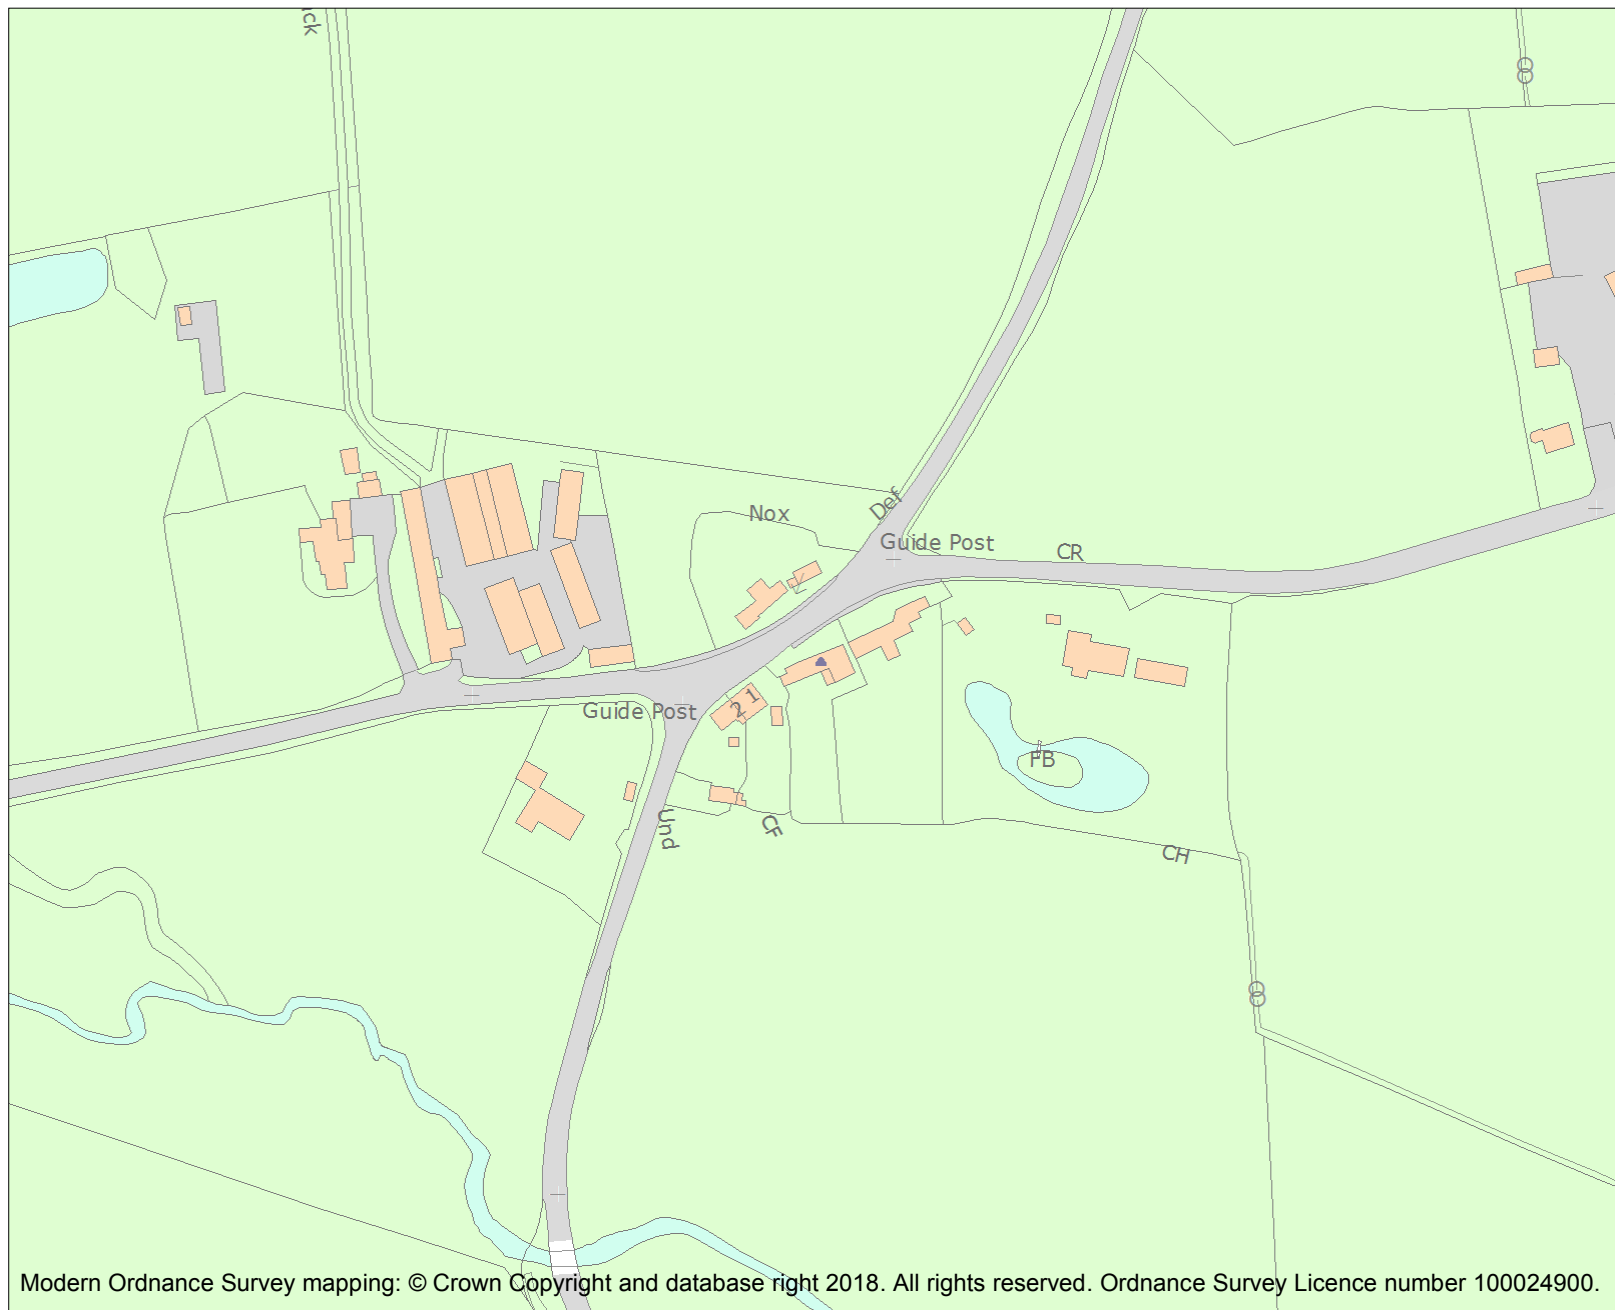 ck
Nox
Def
Guide Post
CR
Guide Post
2 1
FB
Und
CF
CH
Modern Ordnance Survey mapping: © Crown Copyright and database right 2018. All rights reserved. Ordnance Survey Licence number 100024900.